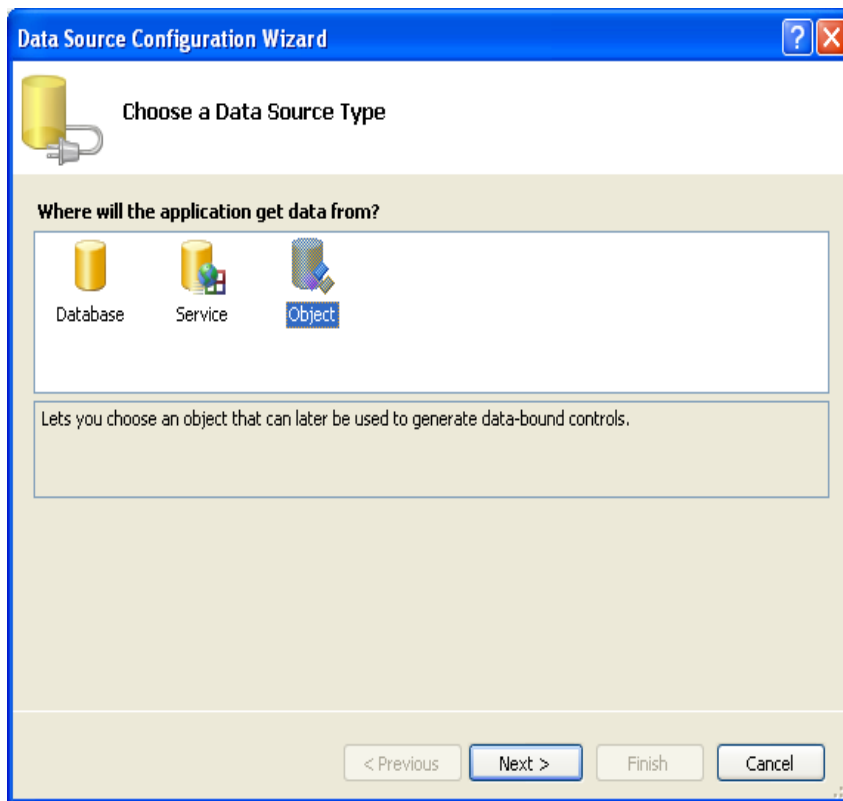 Data Source Configuration Wizard
Choose a Data Source Type
Where will the application get data from?
Database Service Object
Lets you choose an object that can later be used to generate data-bound controls.
< Previous Next > Finish Cancel